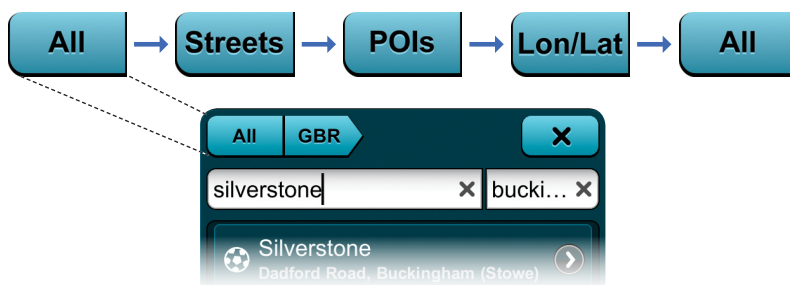 All Streets POIs Lon/Lat All
All GBR
silverstone bucki...
Silverstone
Dadford Road, Buckingham (Stowe)